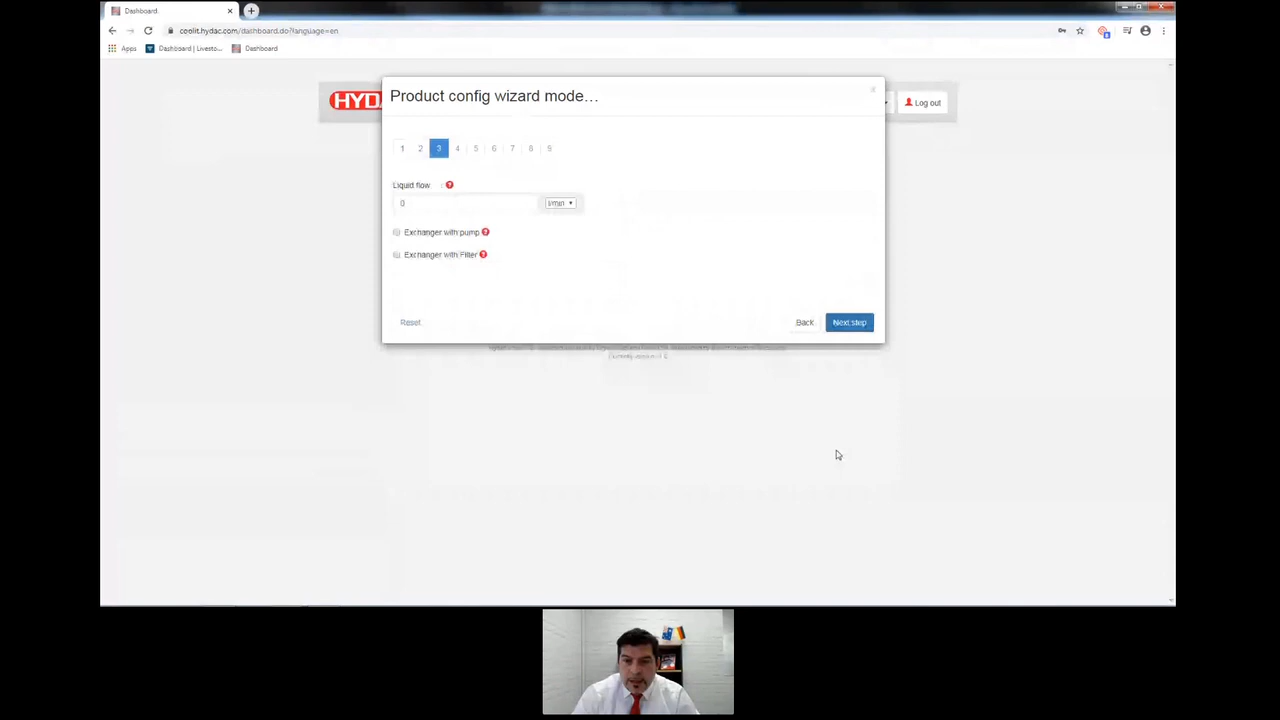 Dashboard
coolit.hydac.com/Dashboard.do?language=en
Apps Dashboard | Livesto... Dashboard
Product config wizard mode...
HYD
Log out
1 2 3 4 5 6 7 8 9
Liquid flow
0 l/min
Exchanger with pump
Exchanger with Filter
Reset Back Next step